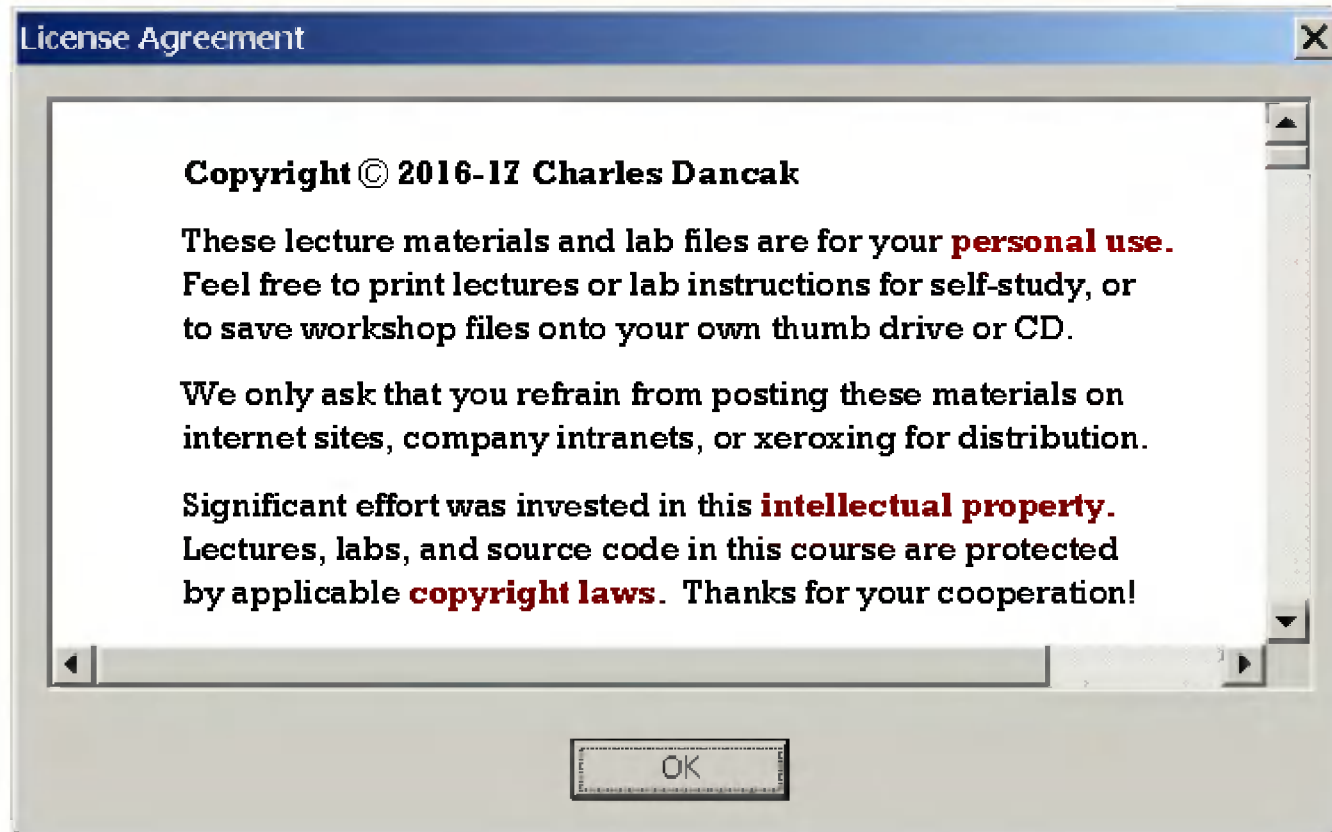 License Agreement
Copyright © 2016-17 Charles Dancak
These lecture materials and lab files are for your personal use.
Feel free to print lectures or lab instructions for self-study, or
to save workshop files onto your own thumb drive or CD.
We only ask that you refrain from posting these materials on
internet sites, company intranets, or xeroxing for distribution.
Significant effort was invested in this intellectual property.
Lectures, labs, and source code in this course are protected
by applicable copyright laws.  Thanks for your cooperation!
OK